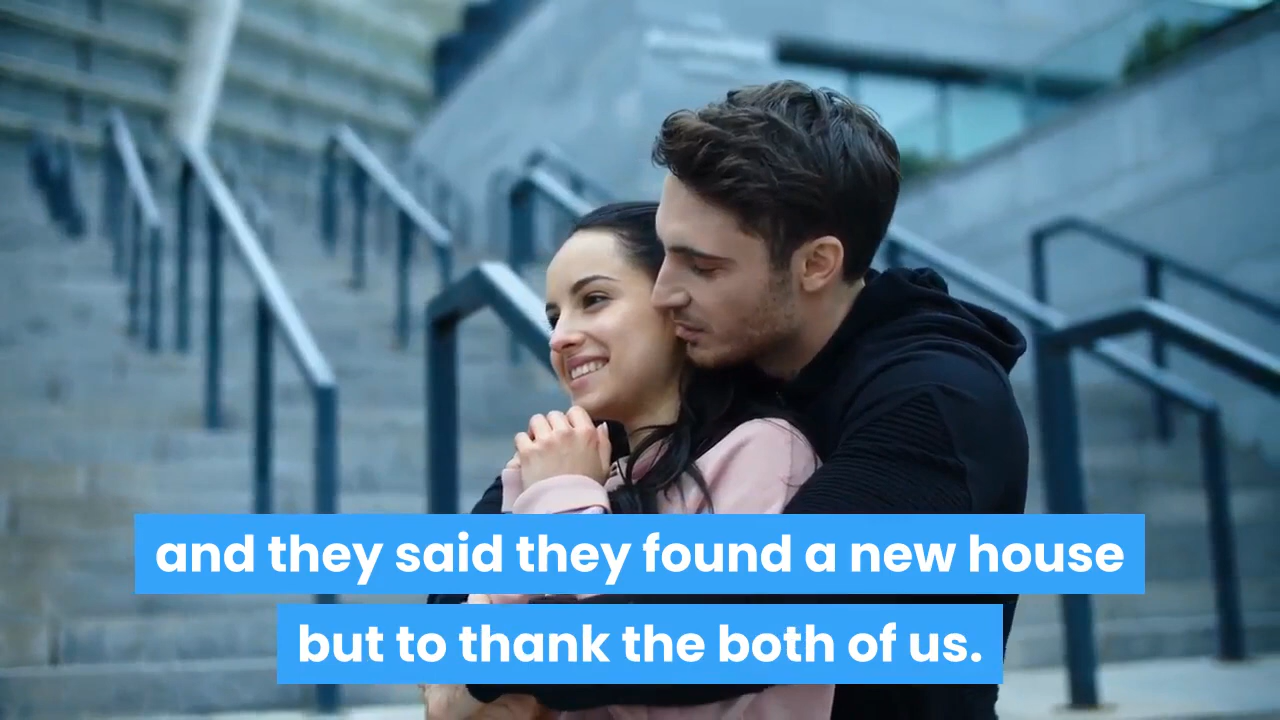 and they said they found a new house
but to thank the both of us.